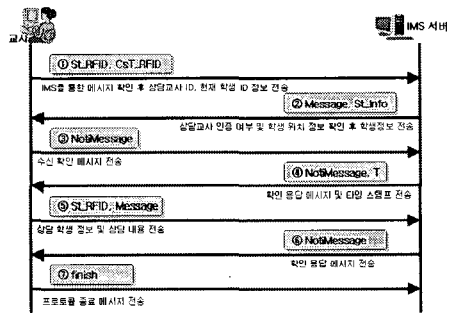 교사
IMS 서버
① St_RFID, CsT_RFID
IMS를 통한 메시지 확인 후 상담교사 ID, 현재 학생 ID 정보 전송
② Message, St_Info
상담교사 인증 여부 및 학생 위치 정보 확인 후 학생정보 전송
③ NotiMessage
수신 확인 메시지 전송
④ NotiMessage, T
확인 응답 메시지 및 타임 스탬프 전송
⑤ St_RFID, Message
상담 학생 정보 및 상담 내용 전송
⑥ NotiMessage
확인 응답 메시지 전송
⑦ finish
프로토콜 종료 메시지 전송